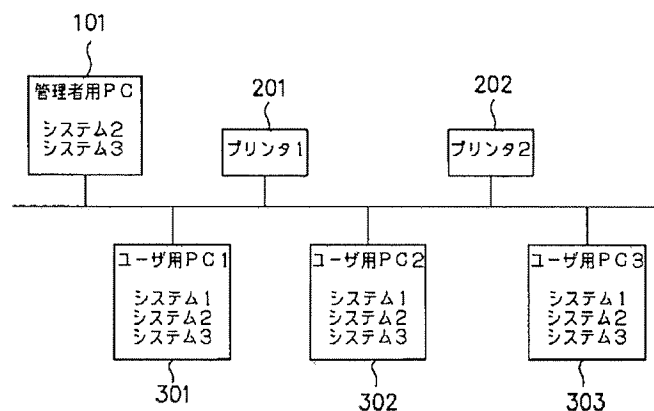 101
管理者用PC
システム2
システム3
201
プリンタ1
202
プリンタ2
ユーザ用PC1
システム1
システム2
システム3
301
ユーザ用PC2
システム1
システム2
システム3
302
ユーザ用PC3
システム1
システム2
システム3
303